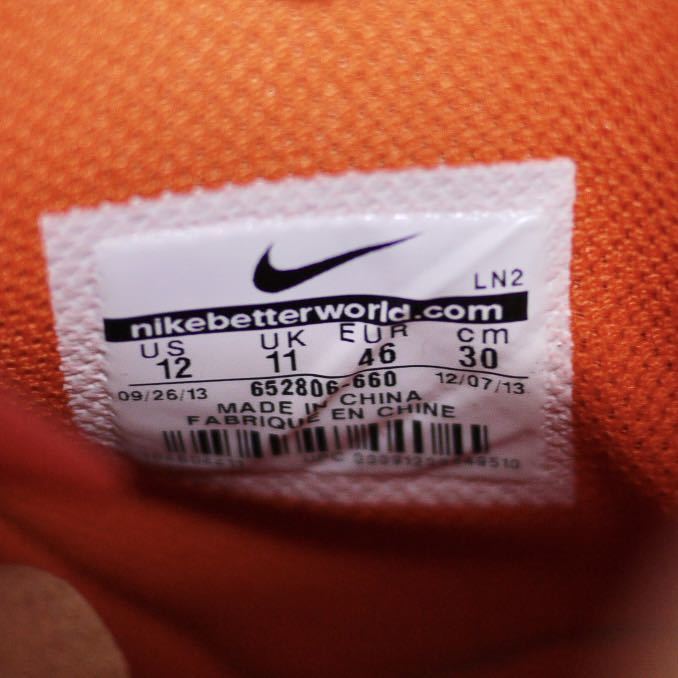 LN2
nikebetterworld.com
US UK EUR cm
12 11 46 30
09/26/13 652806-660 12/07/13
MADE IN CHINA
FABRIQUE EN CHINE
UPC